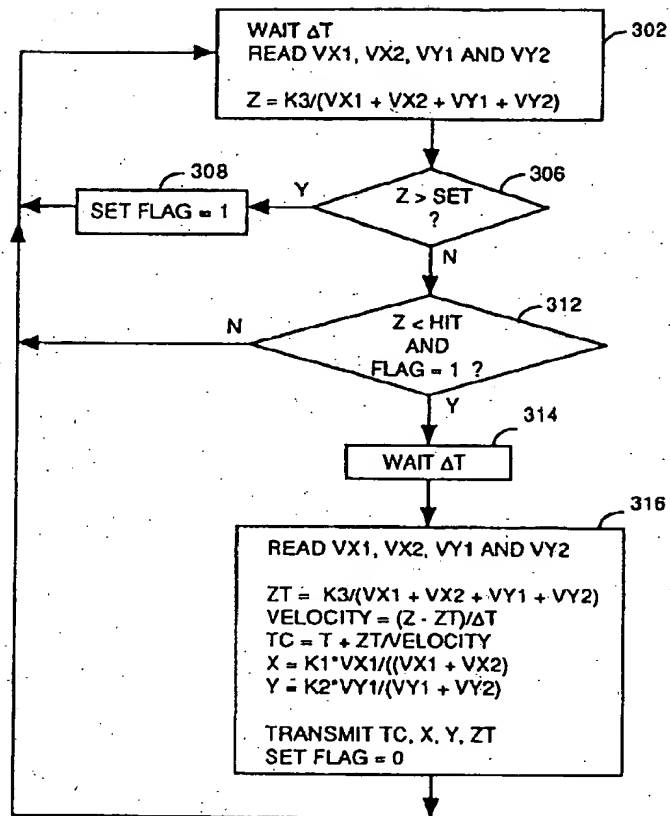 WAIT ΔT
READ VX1, VX2, VY1 AND VY2
Z = K3/(VX1 + VX2 + VY1 + VY2)
302
308
SET FLAG = 1
Y
Z > SET
?
306
N
312
N
Z < HIT
AND
FLAG = 1 ?
Y
314
WAIT ΔT
316
READ VX1, VX2, VY1 AND VY2
ZT = K3/(VX1 + VX2 + VY1 + VY2)
VELOCITY = (Z - ZT)/ΔT
TC = T + ZT/VELOCITY
X = K1*VX1/((VX1 + VX2)
Y = K2*VY1/(VY1 + VY2)
TRANSMIT TC, X, Y, ZT
SET FLAG = 0